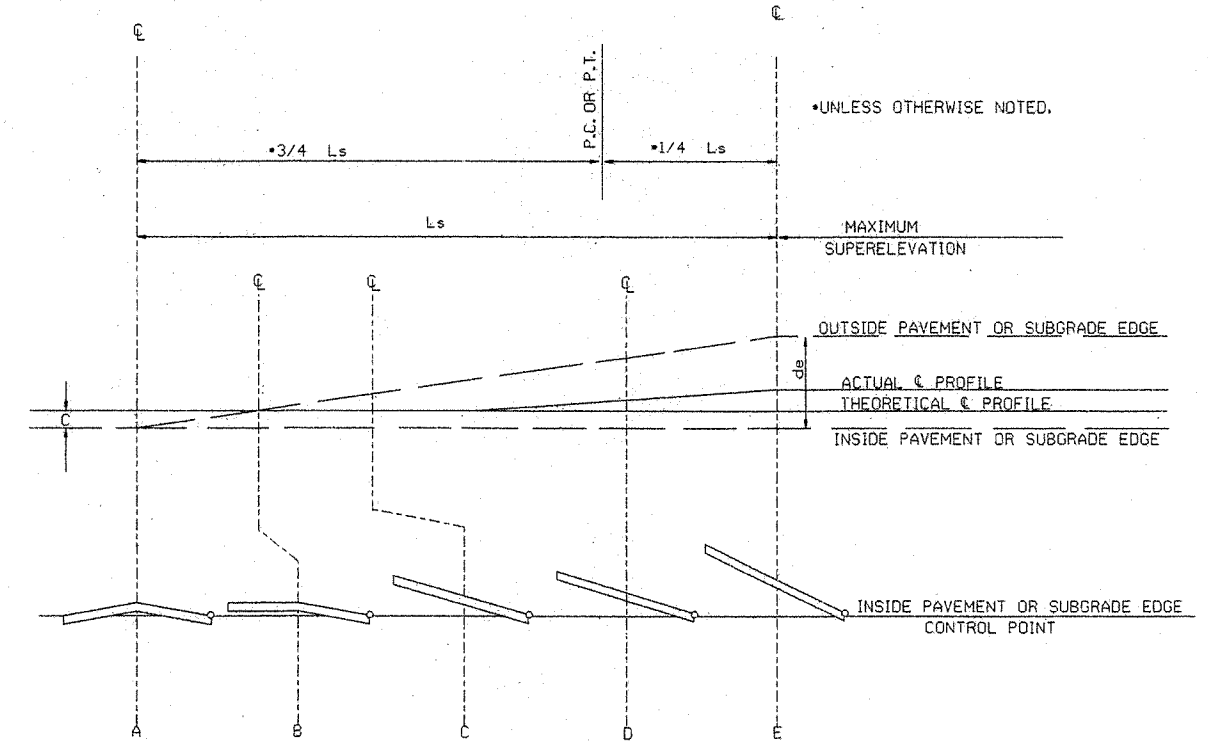 ℄
℄
P.C. OR P.T.
*UNLESS OTHERWISE NOTED.
*3/4 Ls
*1/4 Ls
Ls
MAXIMUM
SUPERELEVATION
℄
℄
℄
OUTSIDE PAVEMENT OR SUBGRADE EDGE
de
ACTUAL ℄ PROFILE
THEORETICAL ℄ PROFILE
C
INSIDE PAVEMENT OR SUBGRADE EDGE
INSIDE PAVEMENT OR SUBGRADE EDGE
CONTROL POINT
A
B
C
D
E